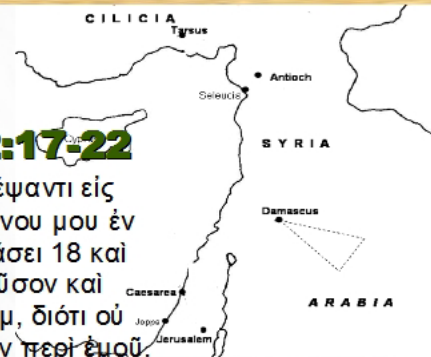 CILICIA
Tarsus
Antioch
Seleucia
Cyprus
:17-22
SYRIA
έψαντι εἰς
νου μου ἐν
Damascus
άσει 18 καὶ
ῦσον καὶ
Caesarea
ARABIA
μ, διότι οὐ
Joppa
ν περὶ ἐμοῦ.
Jerusalem